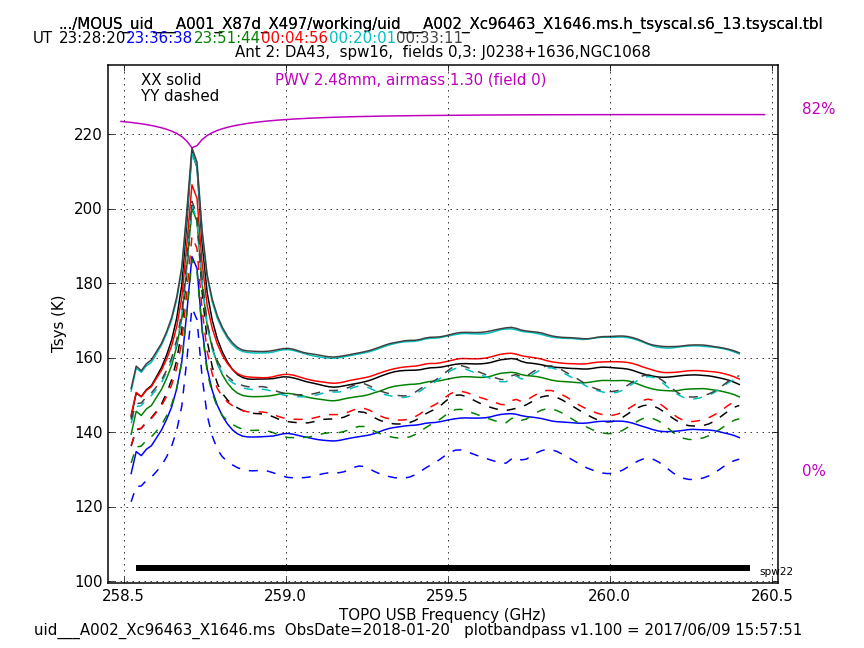 .../MOUS_uid___A001_X87d_X497/working/uid___A002_Xc96463_X1646.ms.h_tsyscal.s6_13.tsyscal.tbl
UT 23:28:20 23:36:38 23:51:44 00:04:56 00:20:01 00:33:11
Ant 2: DA43,  spw16,  fields 0,3: J0238+1636,NGC1068
XX solid
PWV 2.48mm, airmass 1.30 (field 0)
YY dashed
82%
220
200
180
160
140
120
100
Tsys (K)
0%
spw22
258.5 259.0 259.5 260.0 260.5
TOPO USB Frequency (GHz)
uid___A002_Xc96463_X1646.ms  ObsDate=2018-01-20   plotbandpass v1.100 = 2017/06/09 15:57:51